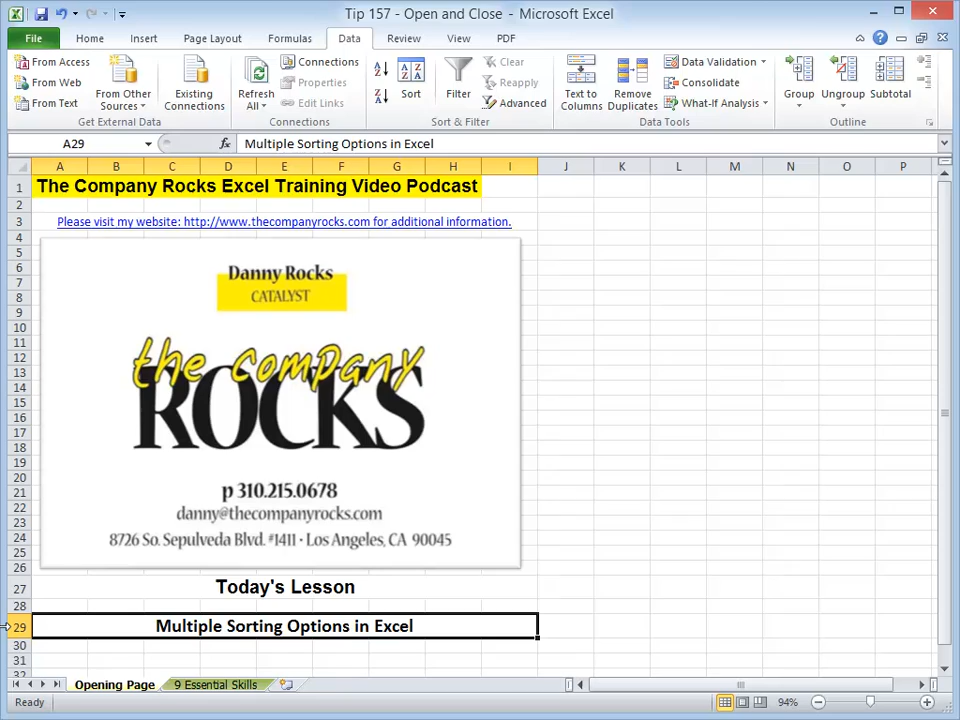 Tip 157 - Open and Close - Microsoft Excel
File Home Insert Page Layout Formulas Data Review View PDF
From Access
From Web
From Text
From Other Sources
Existing Connections
Get External Data
Refresh All
Connections
Properties
Edit Links
Connections
Sort
Filter
Clear
Reapply
Advanced
Sort & Filter
Text to Columns
Remove Duplicates
Data Validation
Consolidate
What-If Analysis
Data Tools
Group
Ungroup
Subtotal
Outline
A29 fx Multiple Sorting Options in Excel
A B C D E F G H I J K L M N O P
1 The Company Rocks Excel Training Video Podcast
2
3 Please visit my website: http://www.thecompanyrocks.com for additional information.
4
5
6 Danny Rocks
7
8 CATALYST
9
10
11
12 the company
13
14
15 ROCKS
16
17
18
19
20
21 p 310.215.0678
22 danny@thecompanyrocks.com
23
24 8726 So. Sepulveda Blvd. #1411 · Los Angeles, CA 90045
25
26
27 Today's Lesson
28
29 Multiple Sorting Options in Excel
30
31
32
Opening Page 9 Essential Skills
Ready 94%